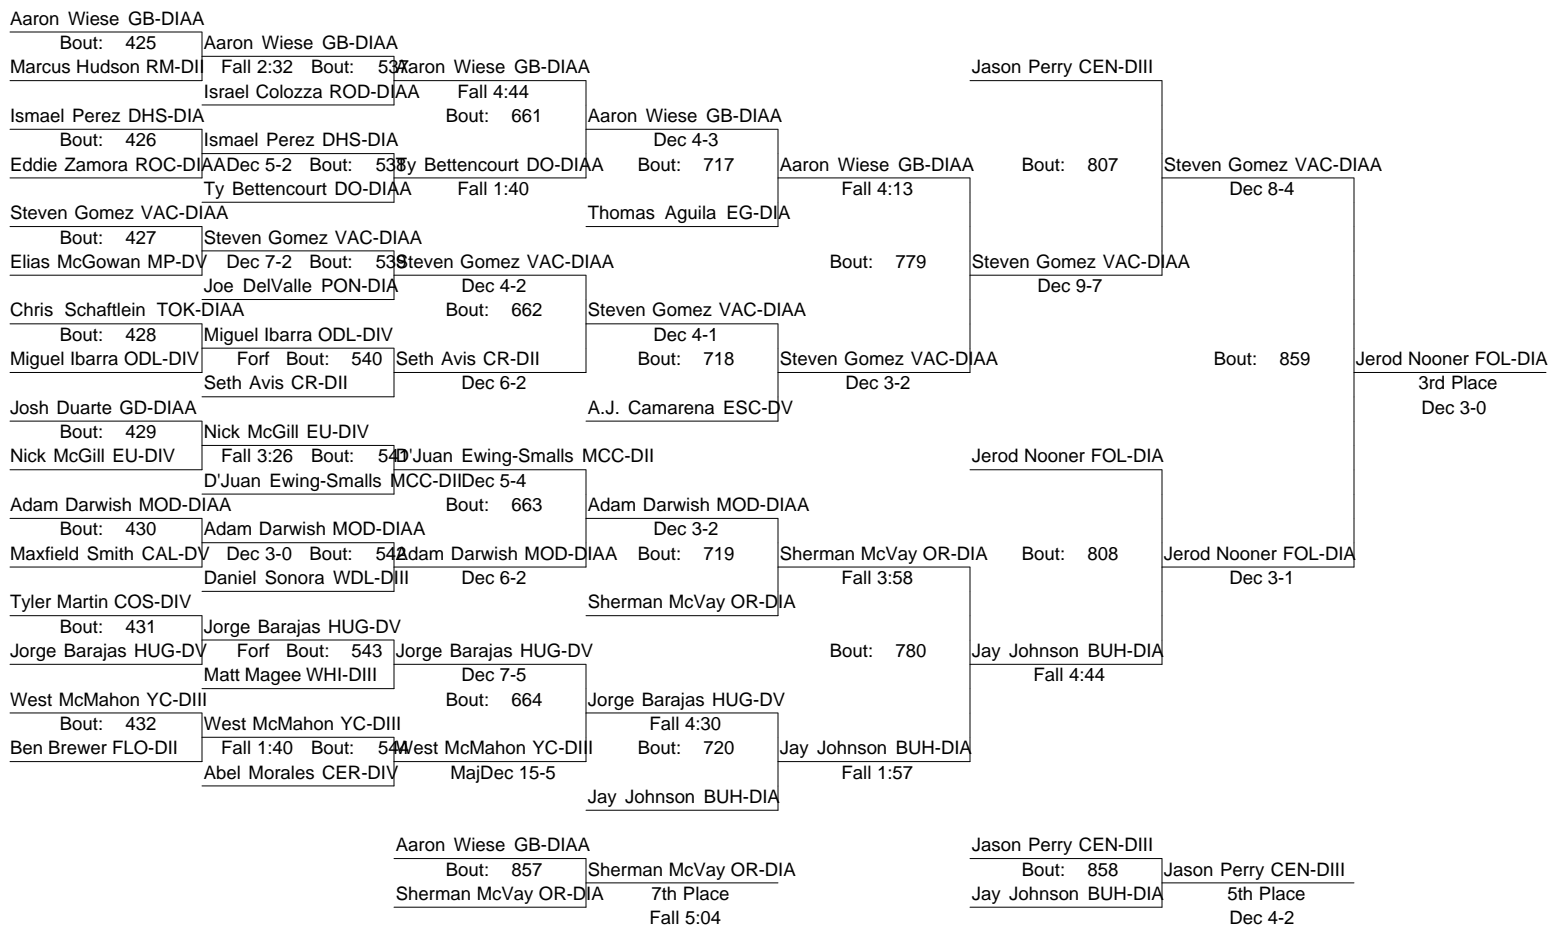 Aaron Wiese GB-DIAA
Bout: 425 Aaron Wiese GB-DIAA
Marcus Hudson RM-DII Fall 2:32 Bout: 537 Aaron Wiese GB-DIAA Jason Perry CEN-DIII
Israel Colozza ROD-DIAA Fall 4:44
Ismael Perez DHS-DIA Bout: 661 Aaron Wiese GB-DIAA
Bout: 426 Ismael Perez DHS-DIA Dec 4-3
Eddie Zamora ROC-DIAA Dec 5-2 Bout: 538 Ty Bettencourt DO-DIAA Bout: 717 Aaron Wiese GB-DIAA Bout: 807 Steven Gomez VAC-DIAA
Ty Bettencourt DO-DIAA Fall 1:40 Fall 4:13 Dec 8-4
Steven Gomez VAC-DIAA Thomas Aguila EG-DIA
Bout: 427 Steven Gomez VAC-DIAA
Elias McGowan MP-DV Dec 7-2 Bout: 539 Steven Gomez VAC-DIAA Bout: 779 Steven Gomez VAC-DIAA
Joe DelValle PON-DIA Dec 4-2 Dec 9-7
Chris Schaftlein TOK-DIAA Bout: 662 Steven Gomez VAC-DIAA
Bout: 428 Miguel Ibarra ODL-DIV Dec 4-1
Miguel Ibarra ODL-DIV Forf Bout: 540 Seth Avis CR-DII Bout: 718 Steven Gomez VAC-DIAA Bout: 859 Jerod Nooner FOL-DIA
Seth Avis CR-DII Dec 6-2 Dec 3-2 3rd Place
Josh Duarte GD-DIAA A.J. Camarena ESC-DV Dec 3-0
Bout: 429 Nick McGill EU-DIV
Nick McGill EU-DIV Fall 3:26 Bout: 541 D'Juan Ewing-Smalls MCC-DII Jerod Nooner FOL-DIA
D'Juan Ewing-Smalls MCC-DII Dec 5-4
Adam Darwish MOD-DIAA Bout: 663 Adam Darwish MOD-DIAA
Bout: 430 Adam Darwish MOD-DIAA Dec 3-2
Maxfield Smith CAL-DV Dec 3-0 Bout: 542 Adam Darwish MOD-DIAA Bout: 719 Sherman McVay OR-DIA Bout: 808 Jerod Nooner FOL-DIA
Daniel Sonora WDL-DIII Dec 6-2 Fall 3:58 Dec 3-1
Tyler Martin COS-DIV Sherman McVay OR-DIA
Bout: 431 Jorge Barajas HUG-DV
Jorge Barajas HUG-DV Forf Bout: 543 Jorge Barajas HUG-DV Bout: 780 Jay Johnson BUH-DIA
Matt Magee WHI-DIII Dec 7-5 Fall 4:44
West McMahon YC-DIII Bout: 664 Jorge Barajas HUG-DV
Bout: 432 West McMahon YC-DIII Fall 4:30
Ben Brewer FLO-DII Fall 1:40 Bout: 544 West McMahon YC-DIII Bout: 720 Jay Johnson BUH-DIA
Abel Morales CER-DIV MajDec 15-5 Fall 1:57
Jay Johnson BUH-DIA
Aaron Wiese GB-DIAA Jason Perry CEN-DIII
Bout: 857 Sherman McVay OR-DIA Bout: 858 Jason Perry CEN-DIII
Sherman McVay OR-DIA 7th Place Jay Johnson BUH-DIA 5th Place
Fall 5:04 Dec 4-2